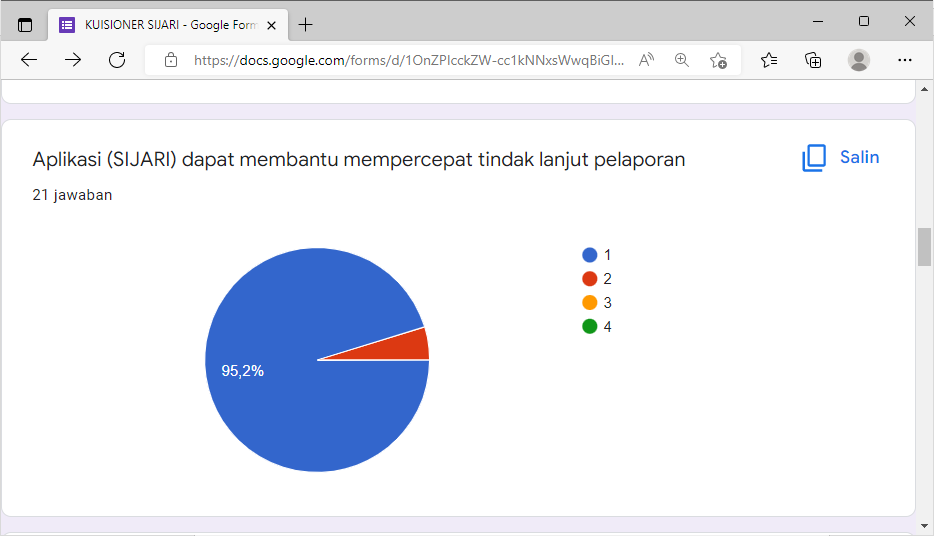 KUISIONER SIJARI - Google Form
https://docs.google.com/forms/d/1OnZPlcckZW-cc1kNNxsWwqBiGl...
Aplikasi (SIJARI) dapat membantu mempercepat tindak lanjut pelaporan
Salin
21 jawaban
1
2
3
4
95,2%